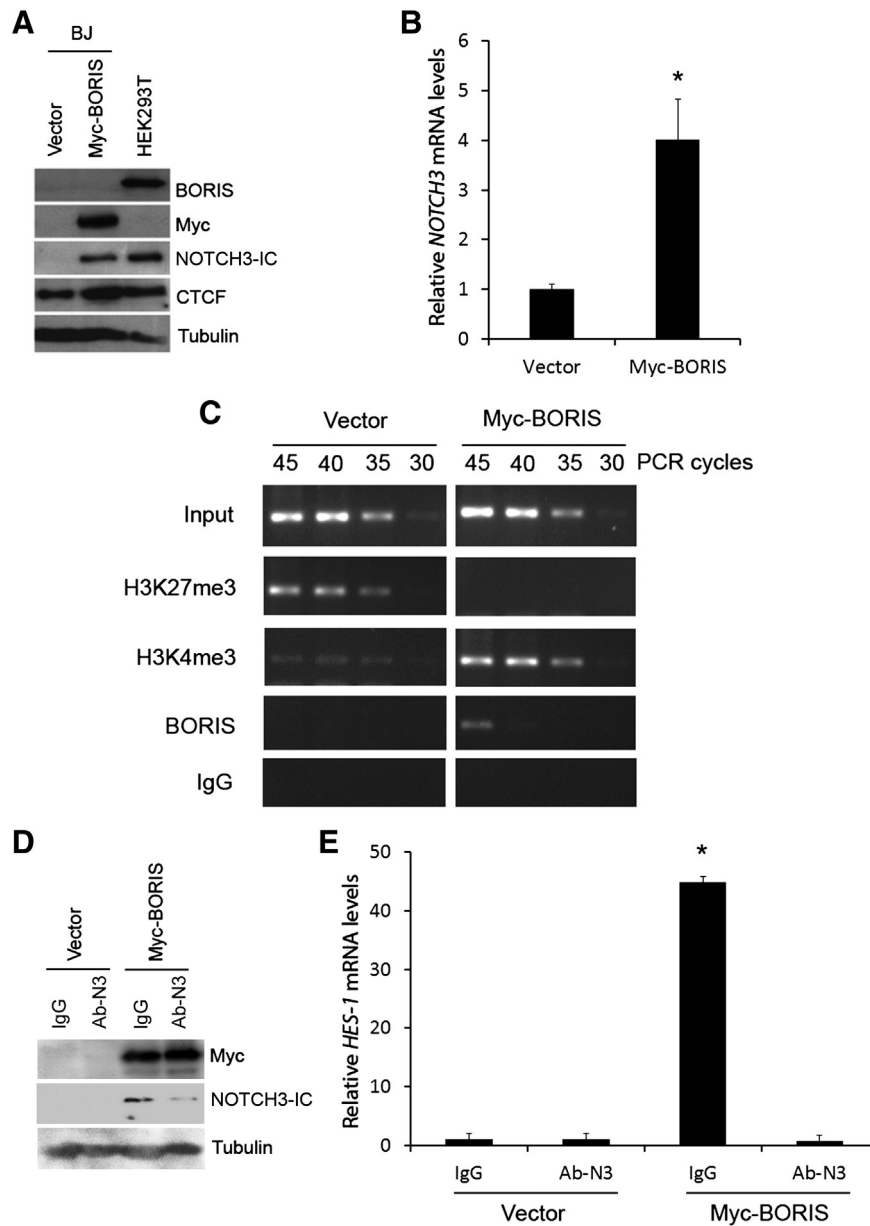 A
BJ
Vector
Myc-BORIS
HEK293T
BORIS
Myc
NOTCH3-IC
CTCF
Tubulin
B
Relative NOTCH3 mRNA levels
6
5
4
3
2
1
0
*
Vector
Myc-BORIS
C
Vector
Myc-BORIS
45 40 35 30 45 40 35 30 PCR cycles
Input
H3K27me3
H3K4me3
BORIS
IgG
D
Vector
Myc-BORIS
IgG
Ab-N3
IgG
Ab-N3
Myc
NOTCH3-IC
Tubulin
E
Relative HES-1 mRNA levels
50
40
30
20
10
0
*
IgG Ab-N3 IgG Ab-N3
Vector Myc-BORIS